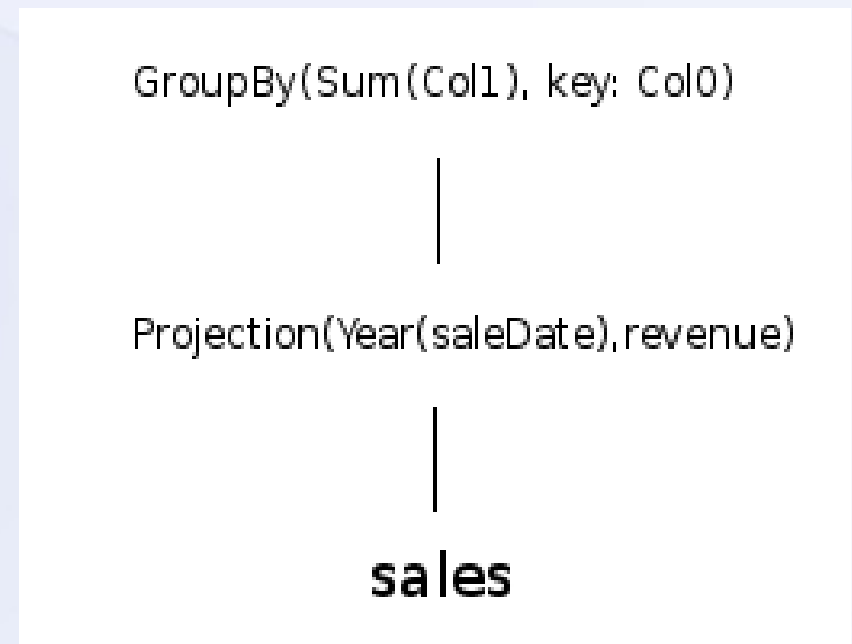 GroupBy(Sum(Col1), key: Col0)
Projection(Year(saleDate),revenue)
sales